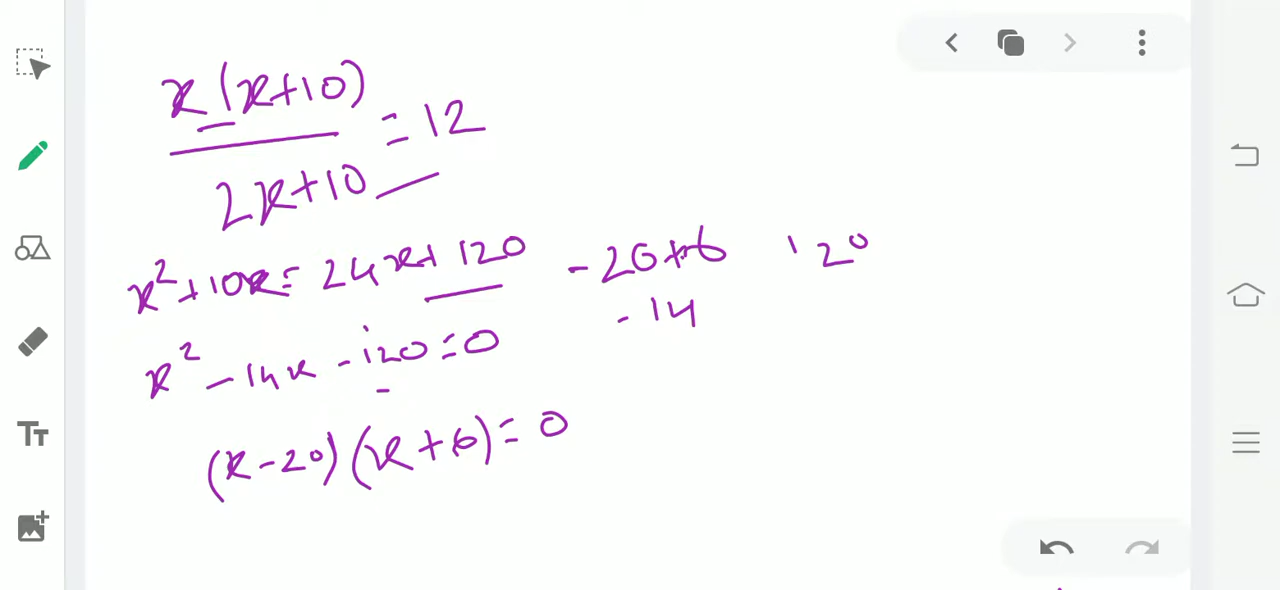 x(x+10)
2x+10 = 12
x²+10x = 24x+120 -20+6 120
-14
x² -14x -120=0
(x-20)(x+6)=0
Tт